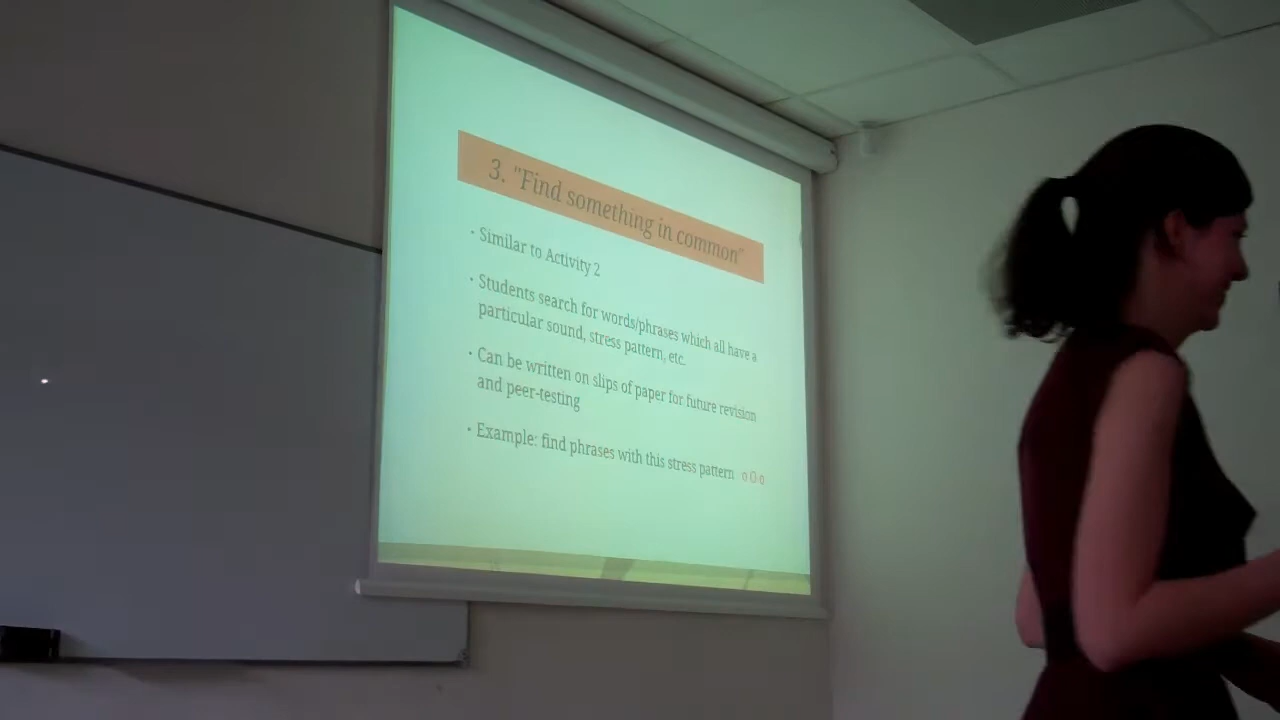 3. "Find something in common"
· Similar to Activity 2
· Students search for words/phrases which all have a
particular sound, stress pattern, etc.
· Can be written on slips of paper for future revision
and peer-testing
· Example: find phrases with this stress pattern o O o